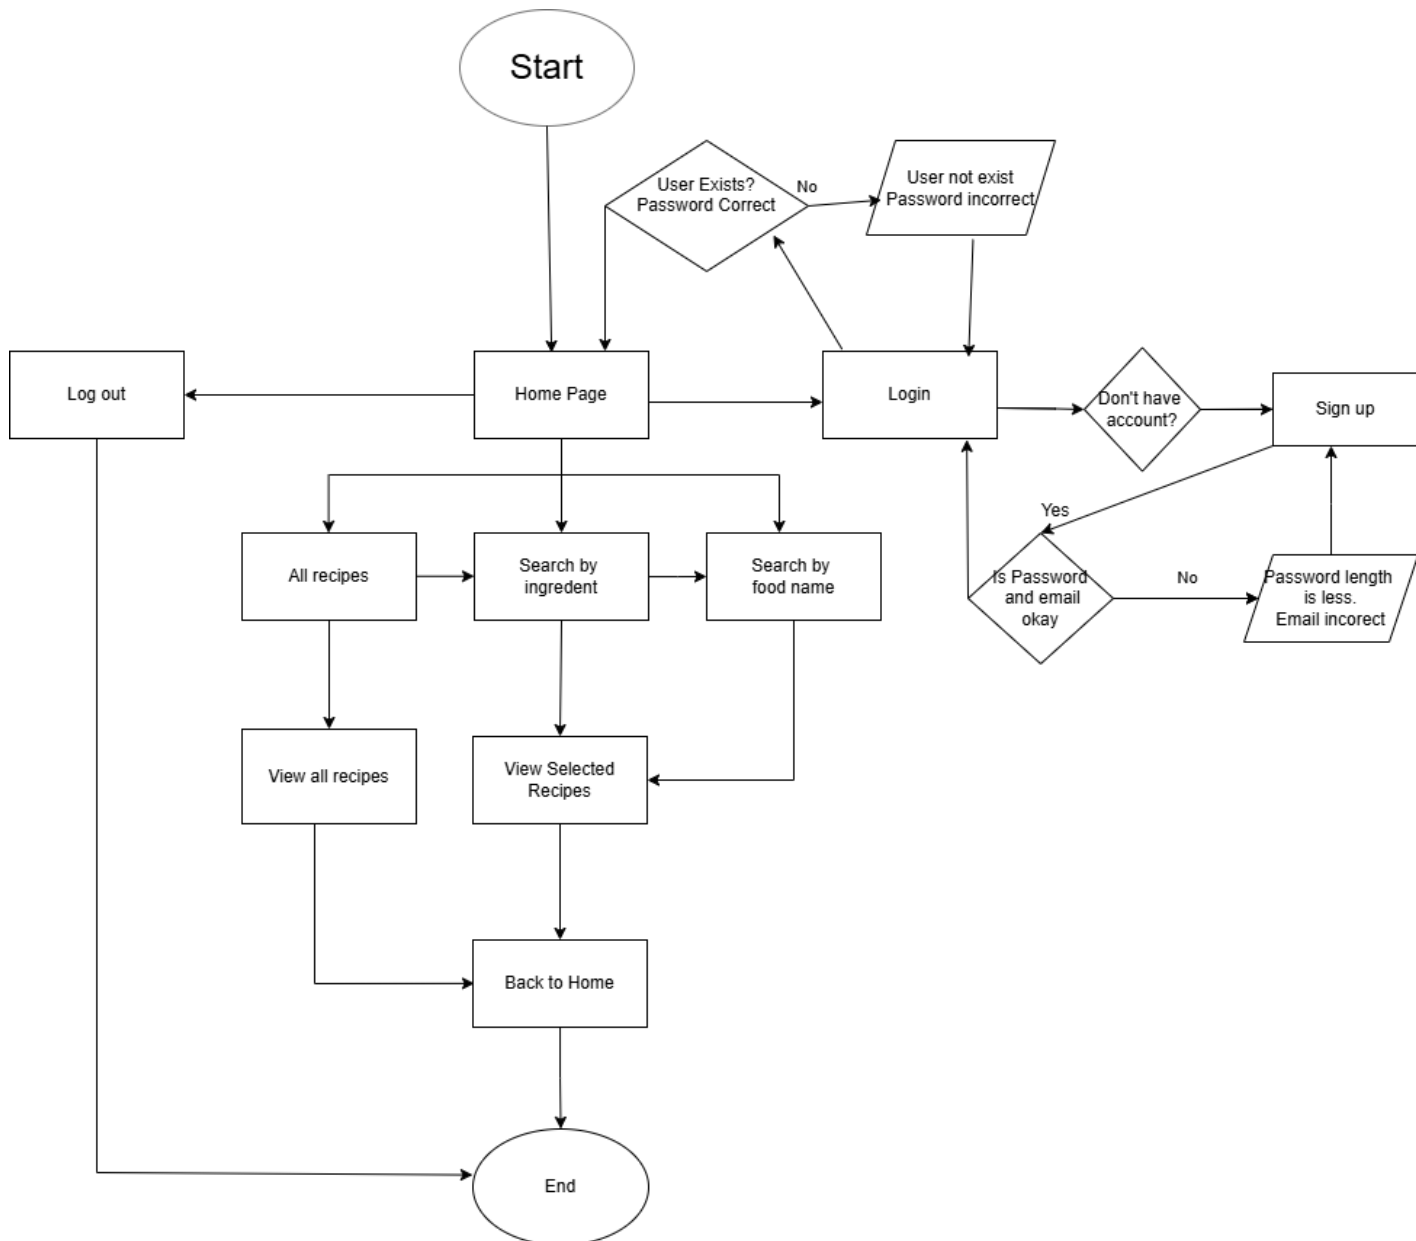 Start
User Exists?
Password Correct
No
User not exist
Password incorrect
Log out
Home Page
Login
Don't have
account?
Sign up
Yes
All recipes
Search by
ingredent
Search by
food name
Is Password
and email
okay
No
Password length
is less.
Email incorect
View all recipes
View Selected
Recipes
Back to Home
End